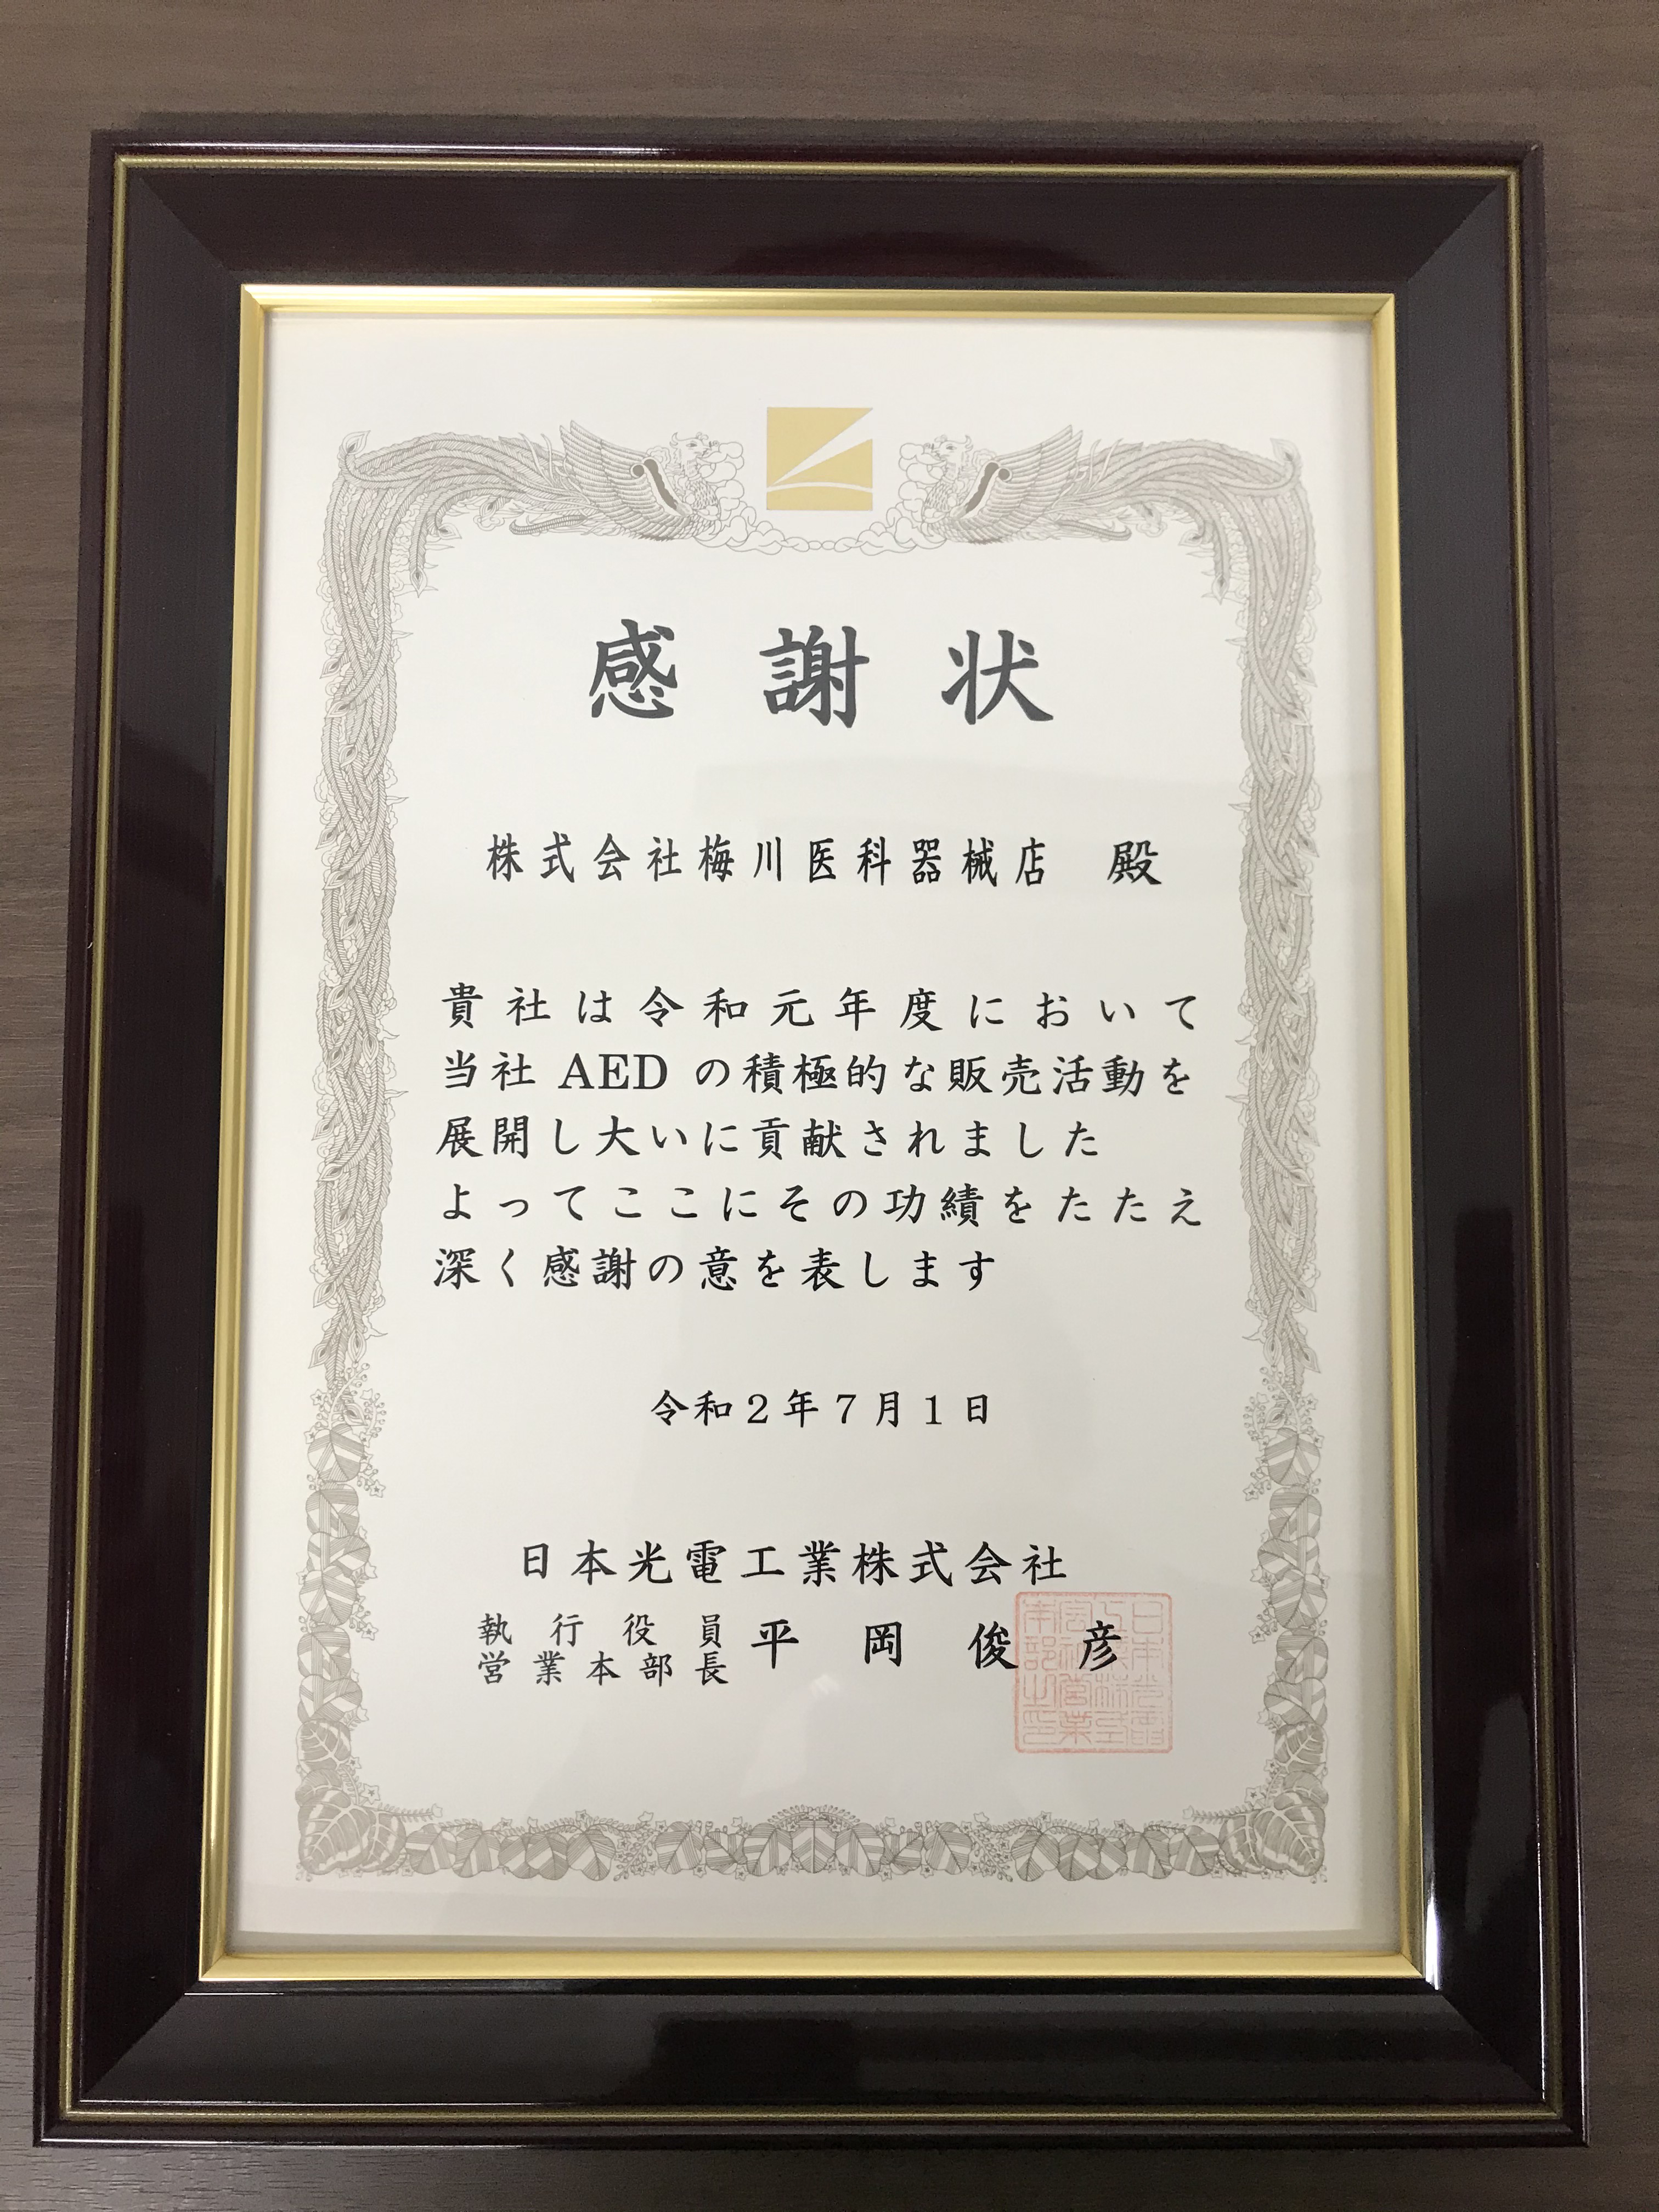 感謝状
株式会社梅川医科器械店 殿
貴社は令和元年度において
当社 AED の積極的な販売活動を
展開し大いに貢献されました
よってここにその功績をたたえ
深く感謝の意を表します
令和2年7月1日
日本光電工業株式会社
執行役員
営業本部長
平岡俊彦